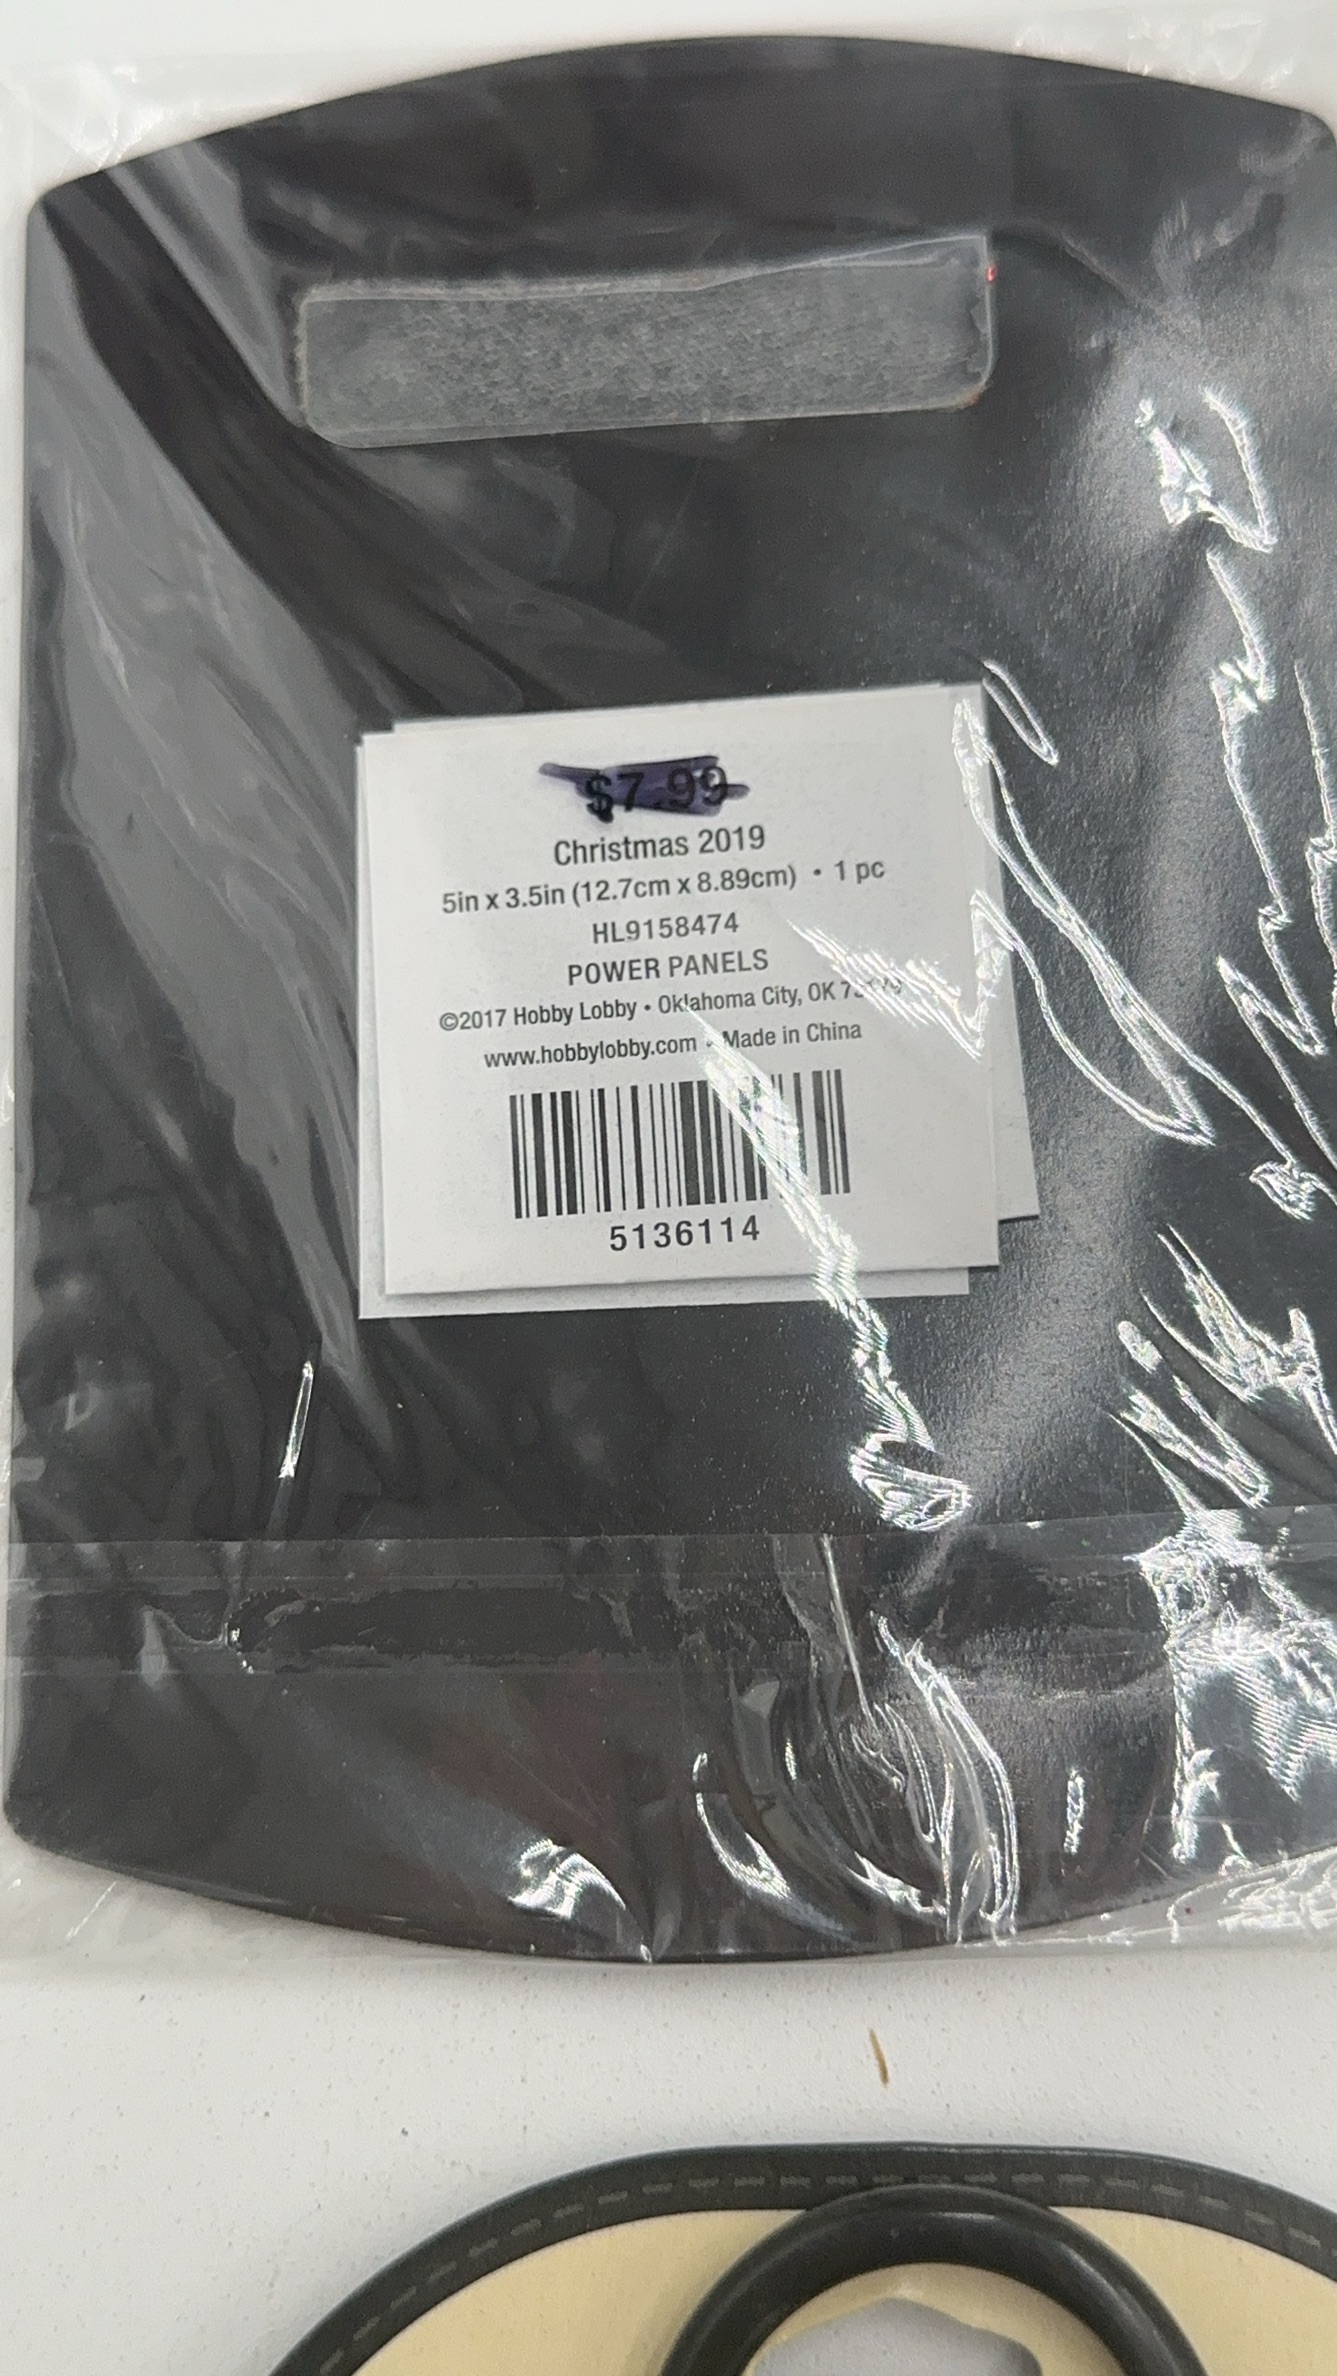 $7.99
Christmas 2019
5in x 3.5in (12.7cm x 8.89cm) • 1 pc
HL9158474
POWER PANELS
©2017 Hobby Lobby • Oklahoma City, OK
www.hobbylobby.com • Made in China
5136114